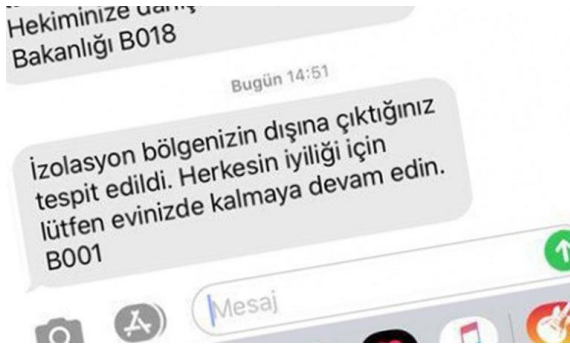 Hekiminize
Bakanlığı B018
Bugün 14:51
İzolasyon bölgenizin dışına çıktığınız
tespit edildi. Herkesin iyiliği için
lütfen evinizde kalmaya devam edin.
B001
Mesaj